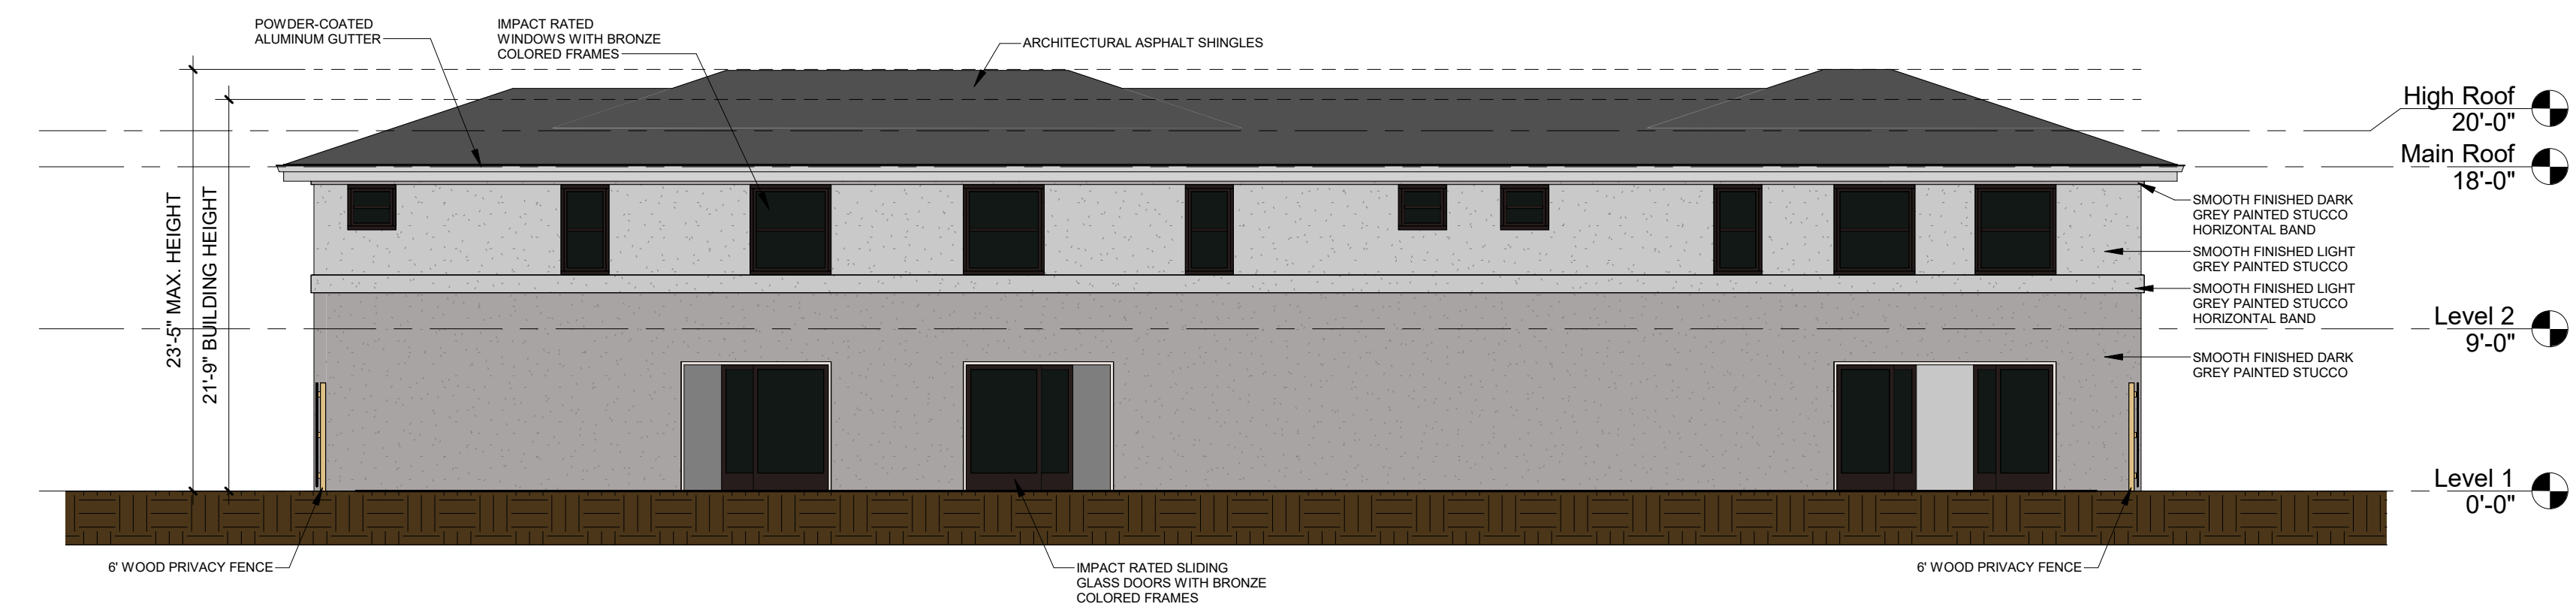 POWDER-COATED
ALUMINUM GUTTER
IMPACT RATED
WINDOWS WITH BRONZE
COLORED FRAMES
ARCHITECTURAL ASPHALT SHINGLES
23'-5" MAX. HEIGHT
21'-9" BUILDING HEIGHT
High Roof
20'-0"
Main Roof
18'-0"
SMOOTH FINISHED DARK
GREY PAINTED STUCCO
HORIZONTAL BAND
SMOOTH FINISHED LIGHT
GREY PAINTED STUCCO
SMOOTH FINISHED LIGHT
GREY PAINTED STUCCO
HORIZONTAL BAND
Level 2
9'-0"
SMOOTH FINISHED DARK
GREY PAINTED STUCCO
Level 1
0'-0"
6' WOOD PRIVACY FENCE
IMPACT RATED SLIDING
GLASS DOORS WITH BRONZE
COLORED FRAMES
6' WOOD PRIVACY FENCE